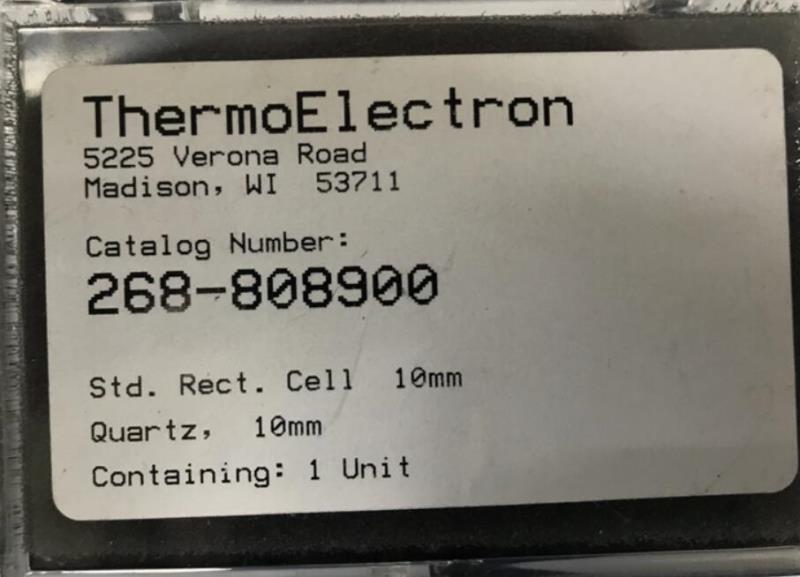 ThermoElectron
5225 Verona Road
Madison, WI  53711
Catalog Number:
268-808900
Std. Rect. Cell  10mm
Quartz,  10mm
Containing: 1 Unit